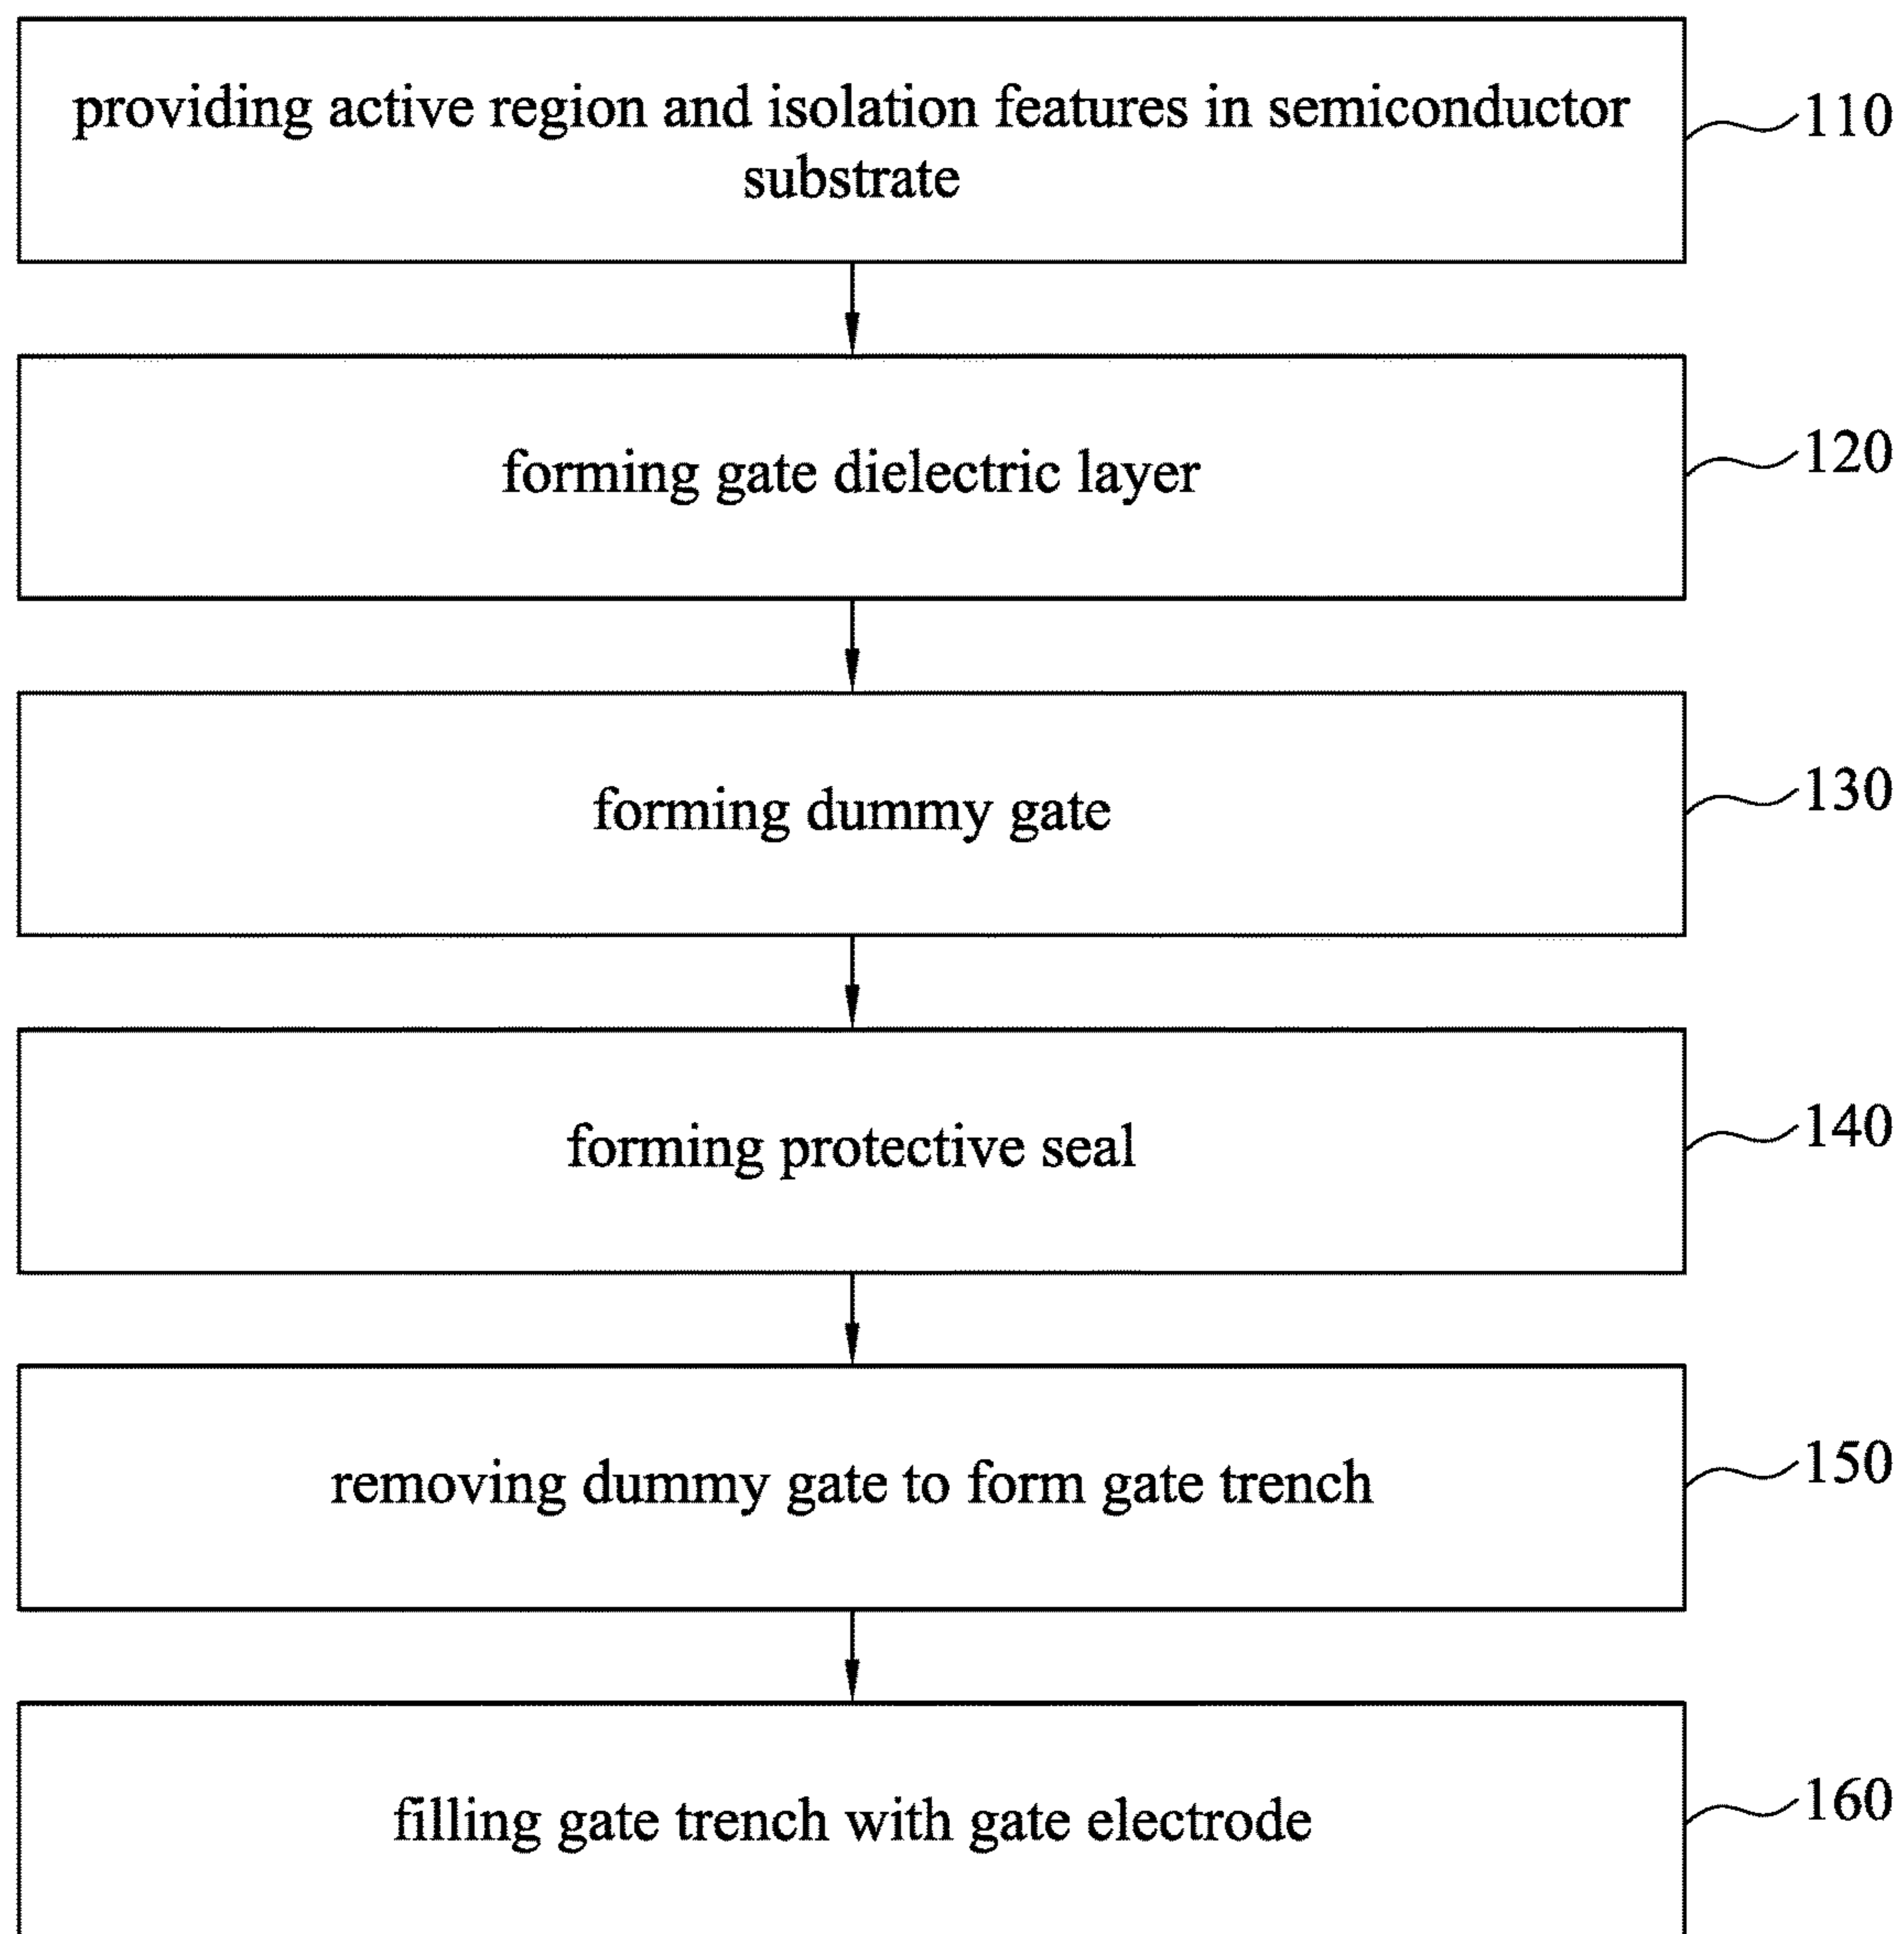 providing active region and isolation features in semiconductor
substrate
110
forming gate dielectric layer
120
forming dummy gate
130
forming protective seal
140
removing dummy gate to form gate trench
150
filling gate trench with gate electrode
160